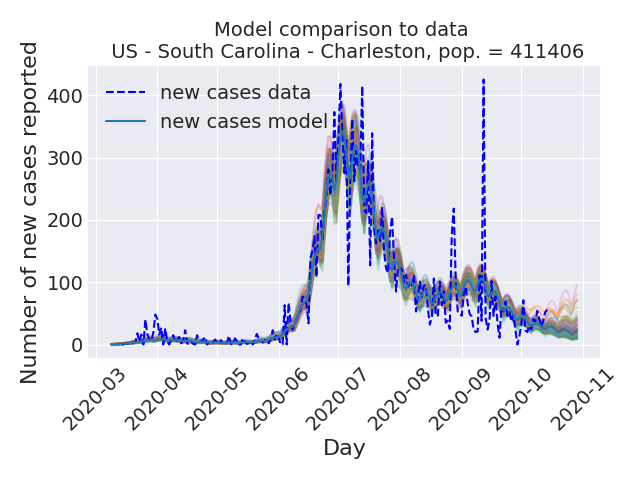 Model comparison to data
US - South Carolina - Charleston, pop. = 411406
Number of new cases reported
400
300
200
100
0
new cases data
new cases model
2020-03
2020-04
2020-05
2020-06
2020-07
2020-08
2020-09
2020-10
2020-11
Day